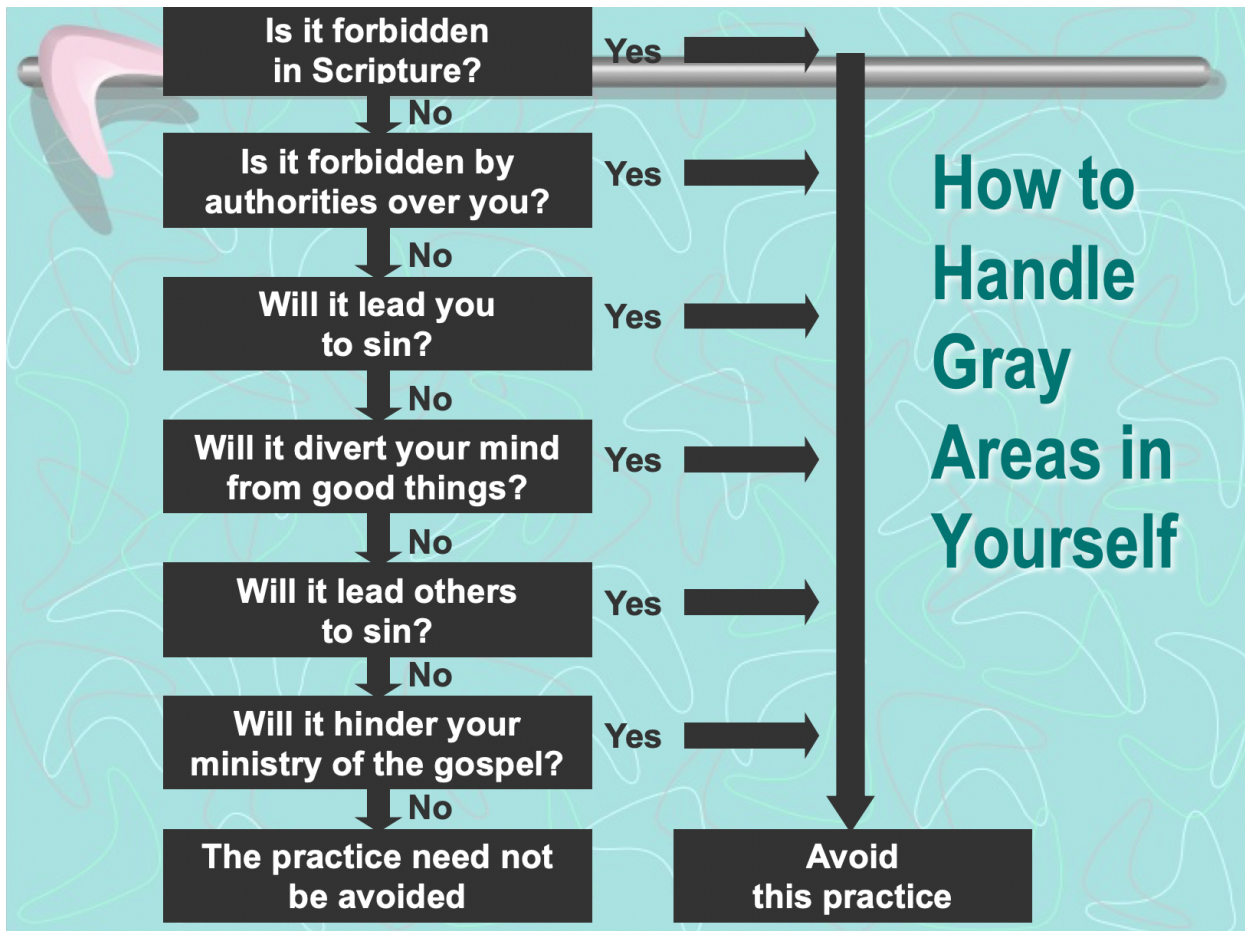 Is it forbidden
in Scripture?
Yes
No
Is it forbidden by
authorities over you?
Yes
No
Will it lead you
to sin?
Yes
No
Will it divert your mind
from good things?
Yes
No
Will it lead others
to sin?
Yes
No
Will it hinder your
ministry of the gospel?
Yes
No
The practice need not
be avoided
Avoid
this practice
How to
Handle
Gray
Areas in
Yourself